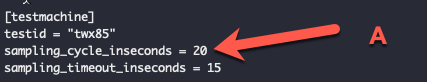 [testmachine]
testid = "twx85"
sampling_cycle_inseconds = 20
A
sampling_timeout_inseconds = 15